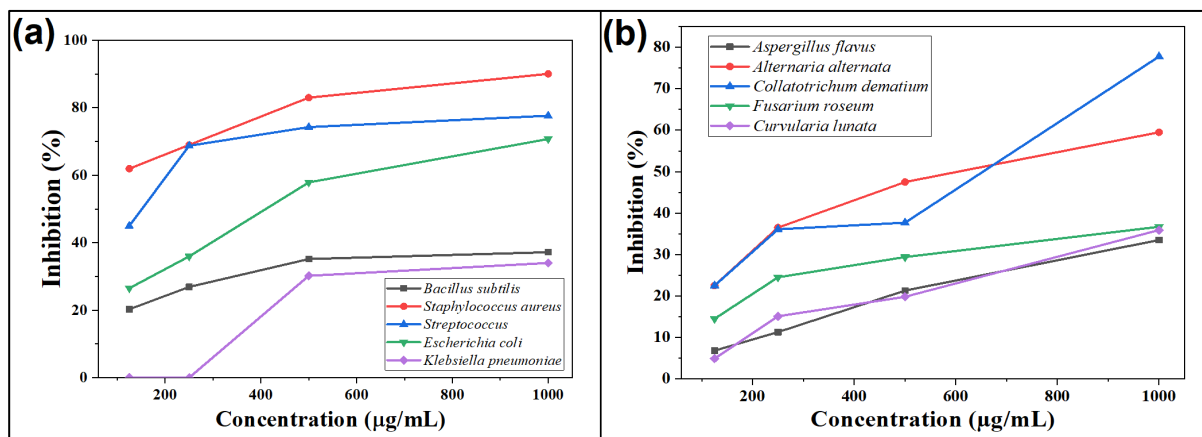 (a)
100
80
60
40
20
0
Inhibition (%)
Bacillus subtilis
Staphylococcus aureus
Streptococcus
Escherichia coli
Klebsiella pneumoniae
200
400
600
800
1000
Concentration (μg/mL)
(b)
80
70
60
50
40
30
20
10
0
Inhibition (%)
Aspergillus flavus
Alternaria alternata
Collatotrichum dematium
Fusarium roseum
Curvularia lunata
200
400
600
800
1000
Concentration (μg/mL)